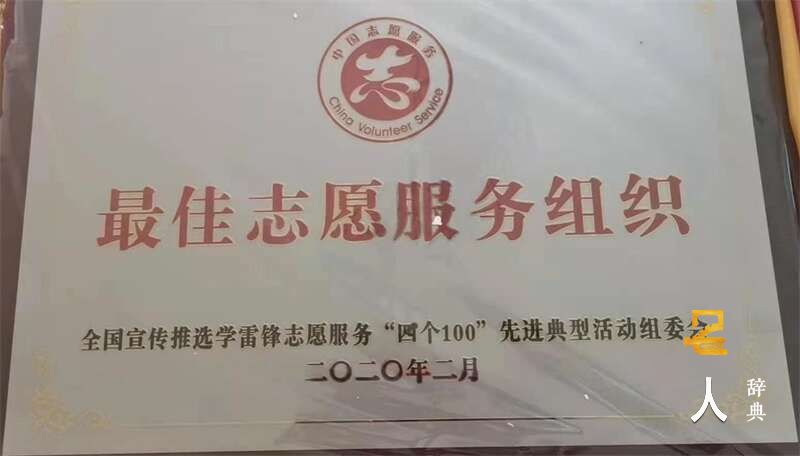 中国志愿服务
志
China Volunteer Service
最佳志愿服务组织
全国宣传推选学雷锋志愿服务“四个100”先进典型活动组委会
二〇二〇年二月
名人
辞典